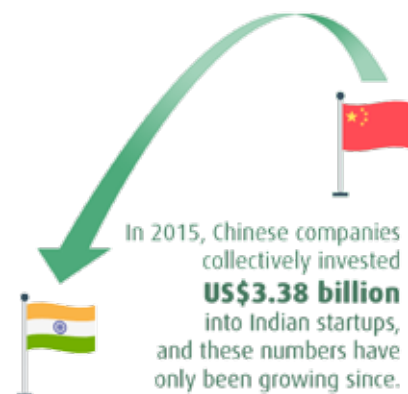 In 2015, Chinese companies
collectively invested
US$3.38 billion
into Indian startups,
and these numbers have
only been growing since.